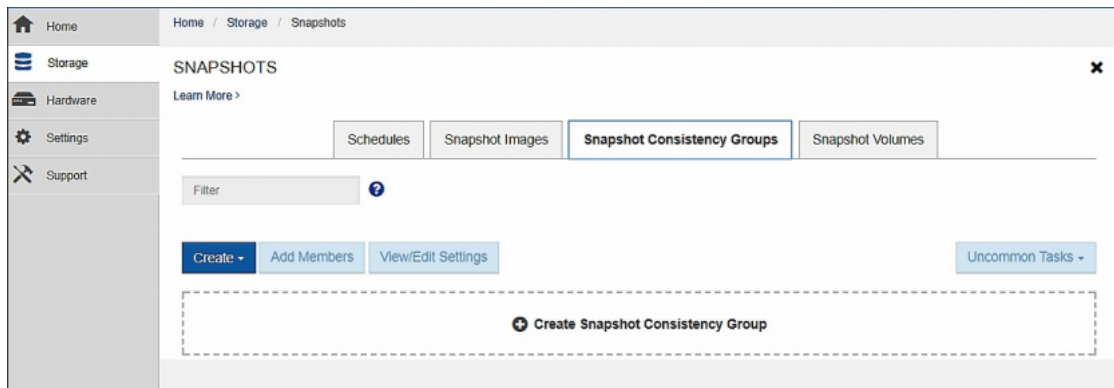 Home
Home / Storage / Snapshots
Storage
SNAPSHOTS
Hardware
Learn More >
Settings
Schedules
Snapshot Images
Snapshot Consistency Groups
Snapshot Volumes
Support
Filter
Create
Add Members
View/Edit Settings
Uncommon Tasks
Create Snapshot Consistency Group